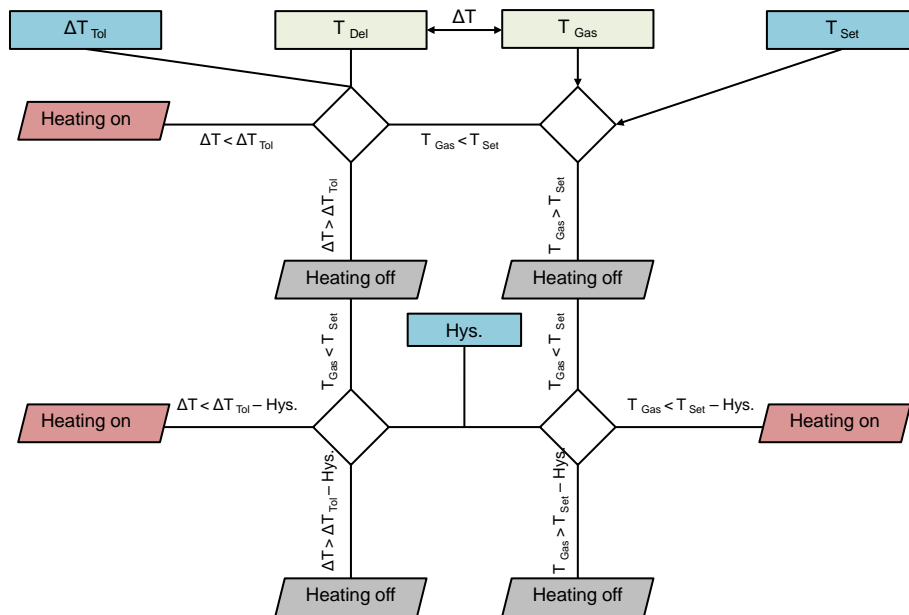 ΔT Tol
T Del
ΔT
T Gas
T Set
Heating on
ΔT < ΔT Tol
T Gas < T Set
ΔT > ΔT Tol
T Gas > T Set
Heating off
Heating off
T Gas < T Set
Hys.
T Gas < T Set
Heating on
ΔT < ΔT Tol – Hys.
T Gas < T Set – Hys.
Heating on
ΔT > ΔT Tol – Hys.
T Gas > T Set – Hys.
Heating off
Heating off